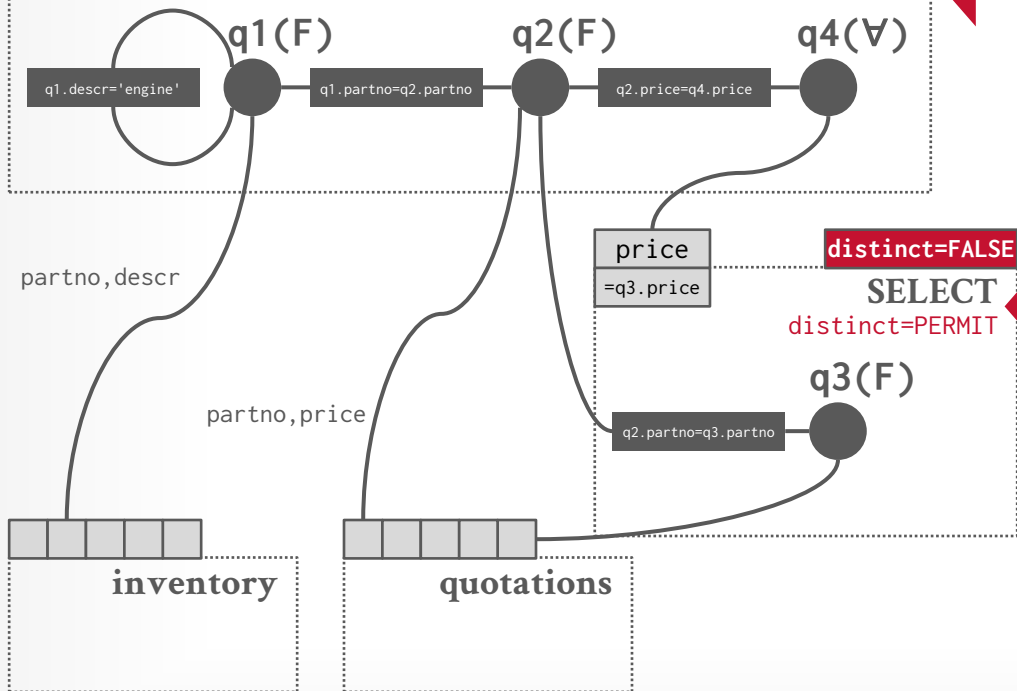 q1(F)
q2(F)
q4(∀)
q1.descr='engine'
q1.partno=q2.partno
q2.price=q4.price
price
distinct=FALSE
=q3.price
SELECT
distinct=PERMIT
partno,descr
q3(F)
partno,price
q2.partno=q3.partno
inventory
quotations